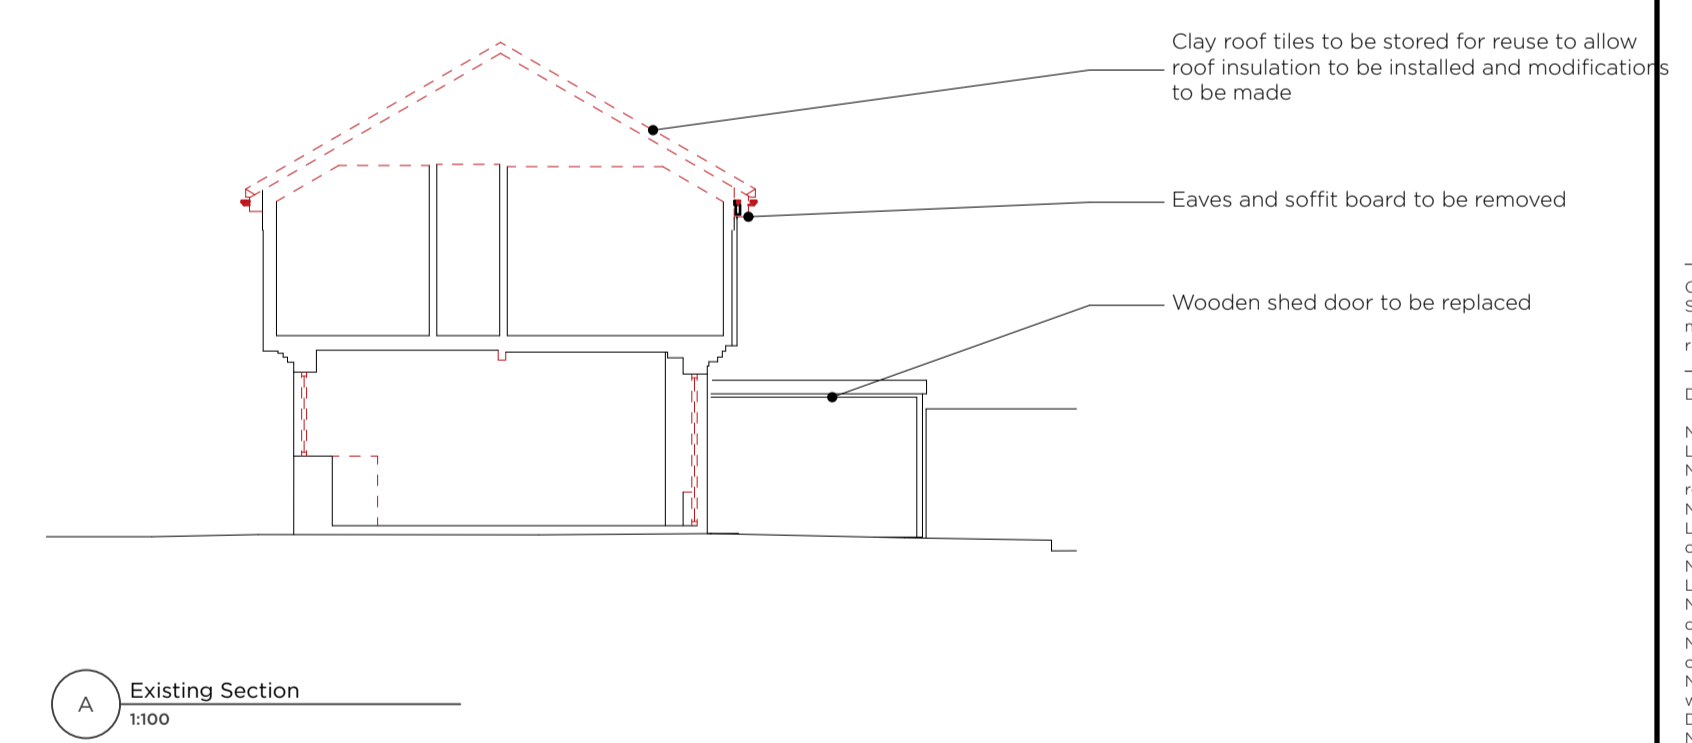 Clay roof tiles to be stored for reuse to allow
roof insulation to be installed and modifications
to be made
Eaves and soffit board to be removed
Wooden shed door to be replaced
A
Existing Section
1:100